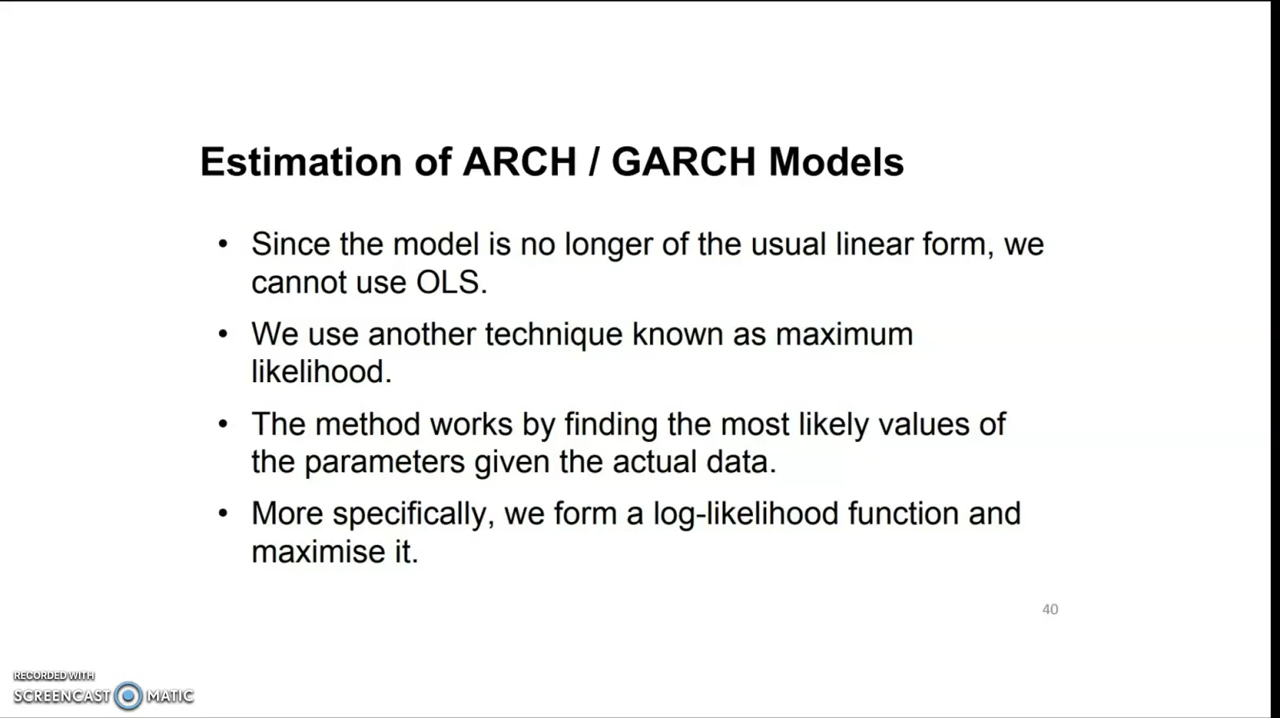 Estimation of ARCH / GARCH Models
• Since the model is no longer of the usual linear form, we
cannot use OLS.
• We use another technique known as maximum
likelihood.
• The method works by finding the most likely values of
the parameters given the actual data.
• More specifically, we form a log-likelihood function and
maximise it.
40
RECORDED WITH
SCREENCAST MATIC